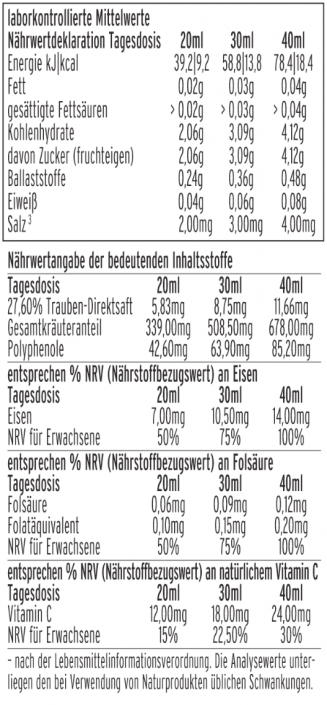 laborkontrollierte Mittelwerte
Nährwertdeklaration Tagesdosis 20ml 30ml 40ml
Energie kJ|kcal 39,2|9,2 58,8|13,8 78,4|18,4
Fett 0,02g 0,03g 0,04g
gesättigte Fettsäuren > 0,02g > 0,03g > 0,04g
Kohlenhydrate 2,06g 3,09g 4,12g
davon Zucker (fruchteigen) 2,06g 3,09g 4,12g
Ballaststoffe 0,24g 0,36g 0,48g
Eiweiß 0,04g 0,06g 0,08g
Salz ³ 2,00mg 3,00mg 4,00mg
Nährwertangabe der bedeutenden Inhaltsstoffe
Tagesdosis 20ml 30ml 40ml
27,60% Trauben-Direktsaft 5,83mg 8,75mg 11,66mg
Gesamtkräuteranteil 339,00mg 508,50mg 678,00mg
Polyphenole 42,60mg 63,90mg 85,20mg
entsprechen % NRV (Nährstoffbezugswert) an Eisen
Tagesdosis 20ml 30ml 40ml
Eisen 7,00mg 10,50mg 14,00mg
NRV für Erwachsene 50% 75% 100%
entsprechen % NRV (Nährstoffbezugswert) an Folsäure
Tagesdosis 20ml 30ml 40ml
Folsäure 0,06mg 0,09mg 0,12mg
Folatäquivalent 0,10mg 0,15mg 0,20mg
NRV für Erwachsene 50% 75% 100%
entsprechen % NRV (Nährstoffbezugswert) an natürlichem Vitamin C
Tagesdosis 20ml 30ml 40ml
Vitamin C 12,00mg 18,00mg 24,00mg
NRV für Erwachsene 15% 22,50% 30%
- nach der Lebensmittelinformationsverordnung. Die Analysewerte unter-
liegen den bei Verwendung von Naturprodukten üblichen Schwankungen.